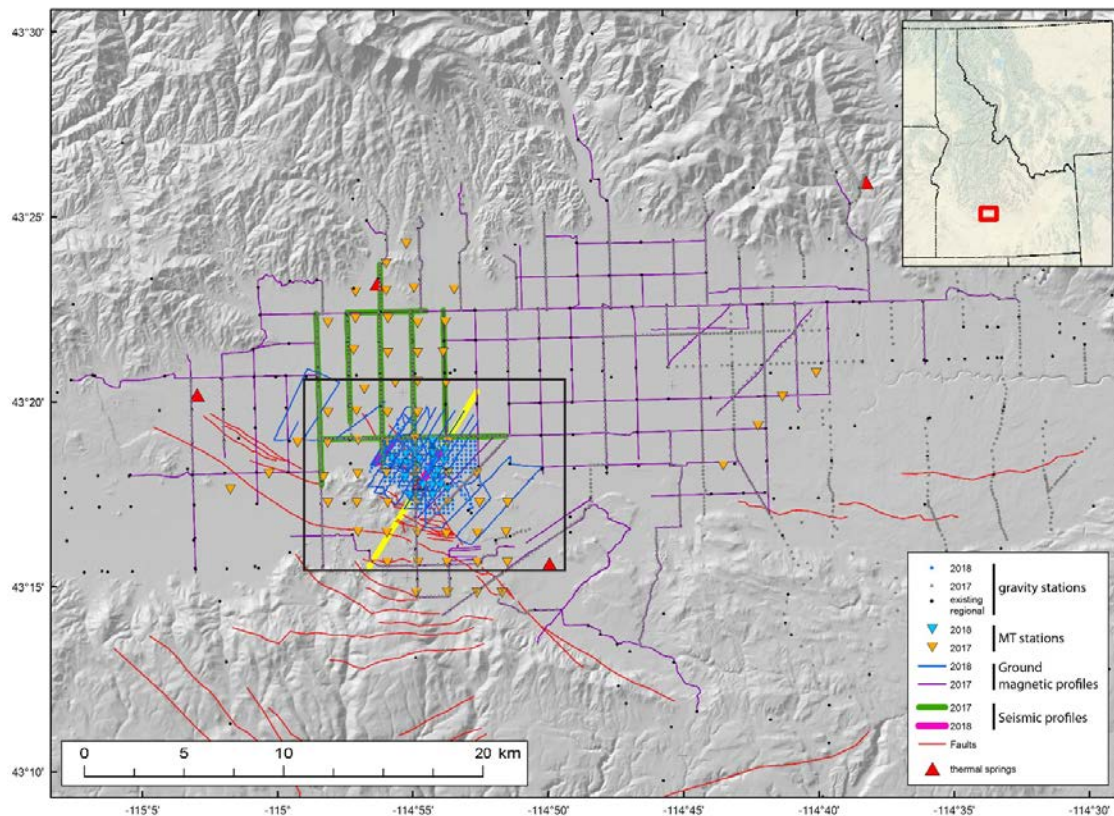 43°30'
43°25'
43°20'
43°15'
43°10'
0 5 10 20 km
2018
2017
existing
regional
gravity stations
2018
2017
MT stations
2018
2017
Ground
magnetic profiles
2017
2018
Seismic profiles
Faults
thermal springs
-115°5' -115° -114°55' -114°50' -114°45' -114°40' -114°35' -114°30'